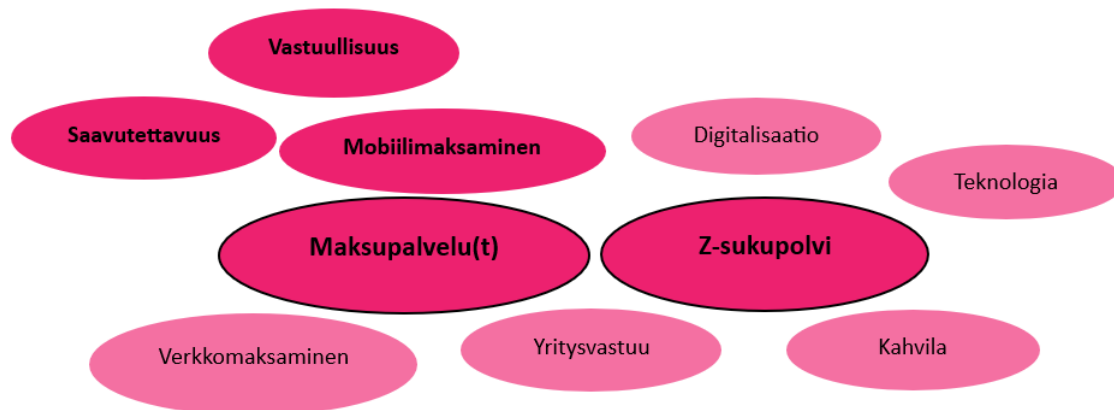 Vastuullisuus
Saavutettavuus
Mobiilimaksaminen
Digitalisaatio
Teknologia
Maksupalvelu(t)
Z-sukupolvi
Verkkomaksaminen
Yritysvastuu
Kahvila